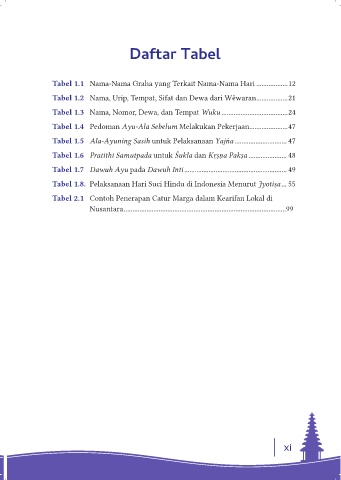 Daftar Tabel
Tabel 1.1 Nama-Nama Graha yang Terkait Nama-Nama Hari .................. 12
Tabel 1.2 Nama, Urip, Tempat, Sifat dan Dewa dari Wéwaran.................. 21
Tabel 1.3 Nama, Nomor, Dewa, dan Tempat Wuku ...................................... 24
Tabel 1.4 Pedoman Ayu-Ala Sebelum Melakukan Pekerjaan...................... 47
Tabel 1.5 Ala-Ayuning Sasih untuk Pelaksanaan Yajña .............................. 47
Tabel 1.6 Pratithi Samutpada untuk Śukla dan Kṛṣṇa Pakṣa ...................... 48
Tabel 1.7 Dawuh Ayu pada Dawuh Inti ........................................................... 49
Tabel 1.8. Pelaksanaan Hari Suci Hindu di Indonesia Menurut Jyotiṣa ... 55
Tabel 2.1 Contoh Penerapan Catur Marga dalam Kearifan Lokal di
Nusantara............................................................................................. 99
xi